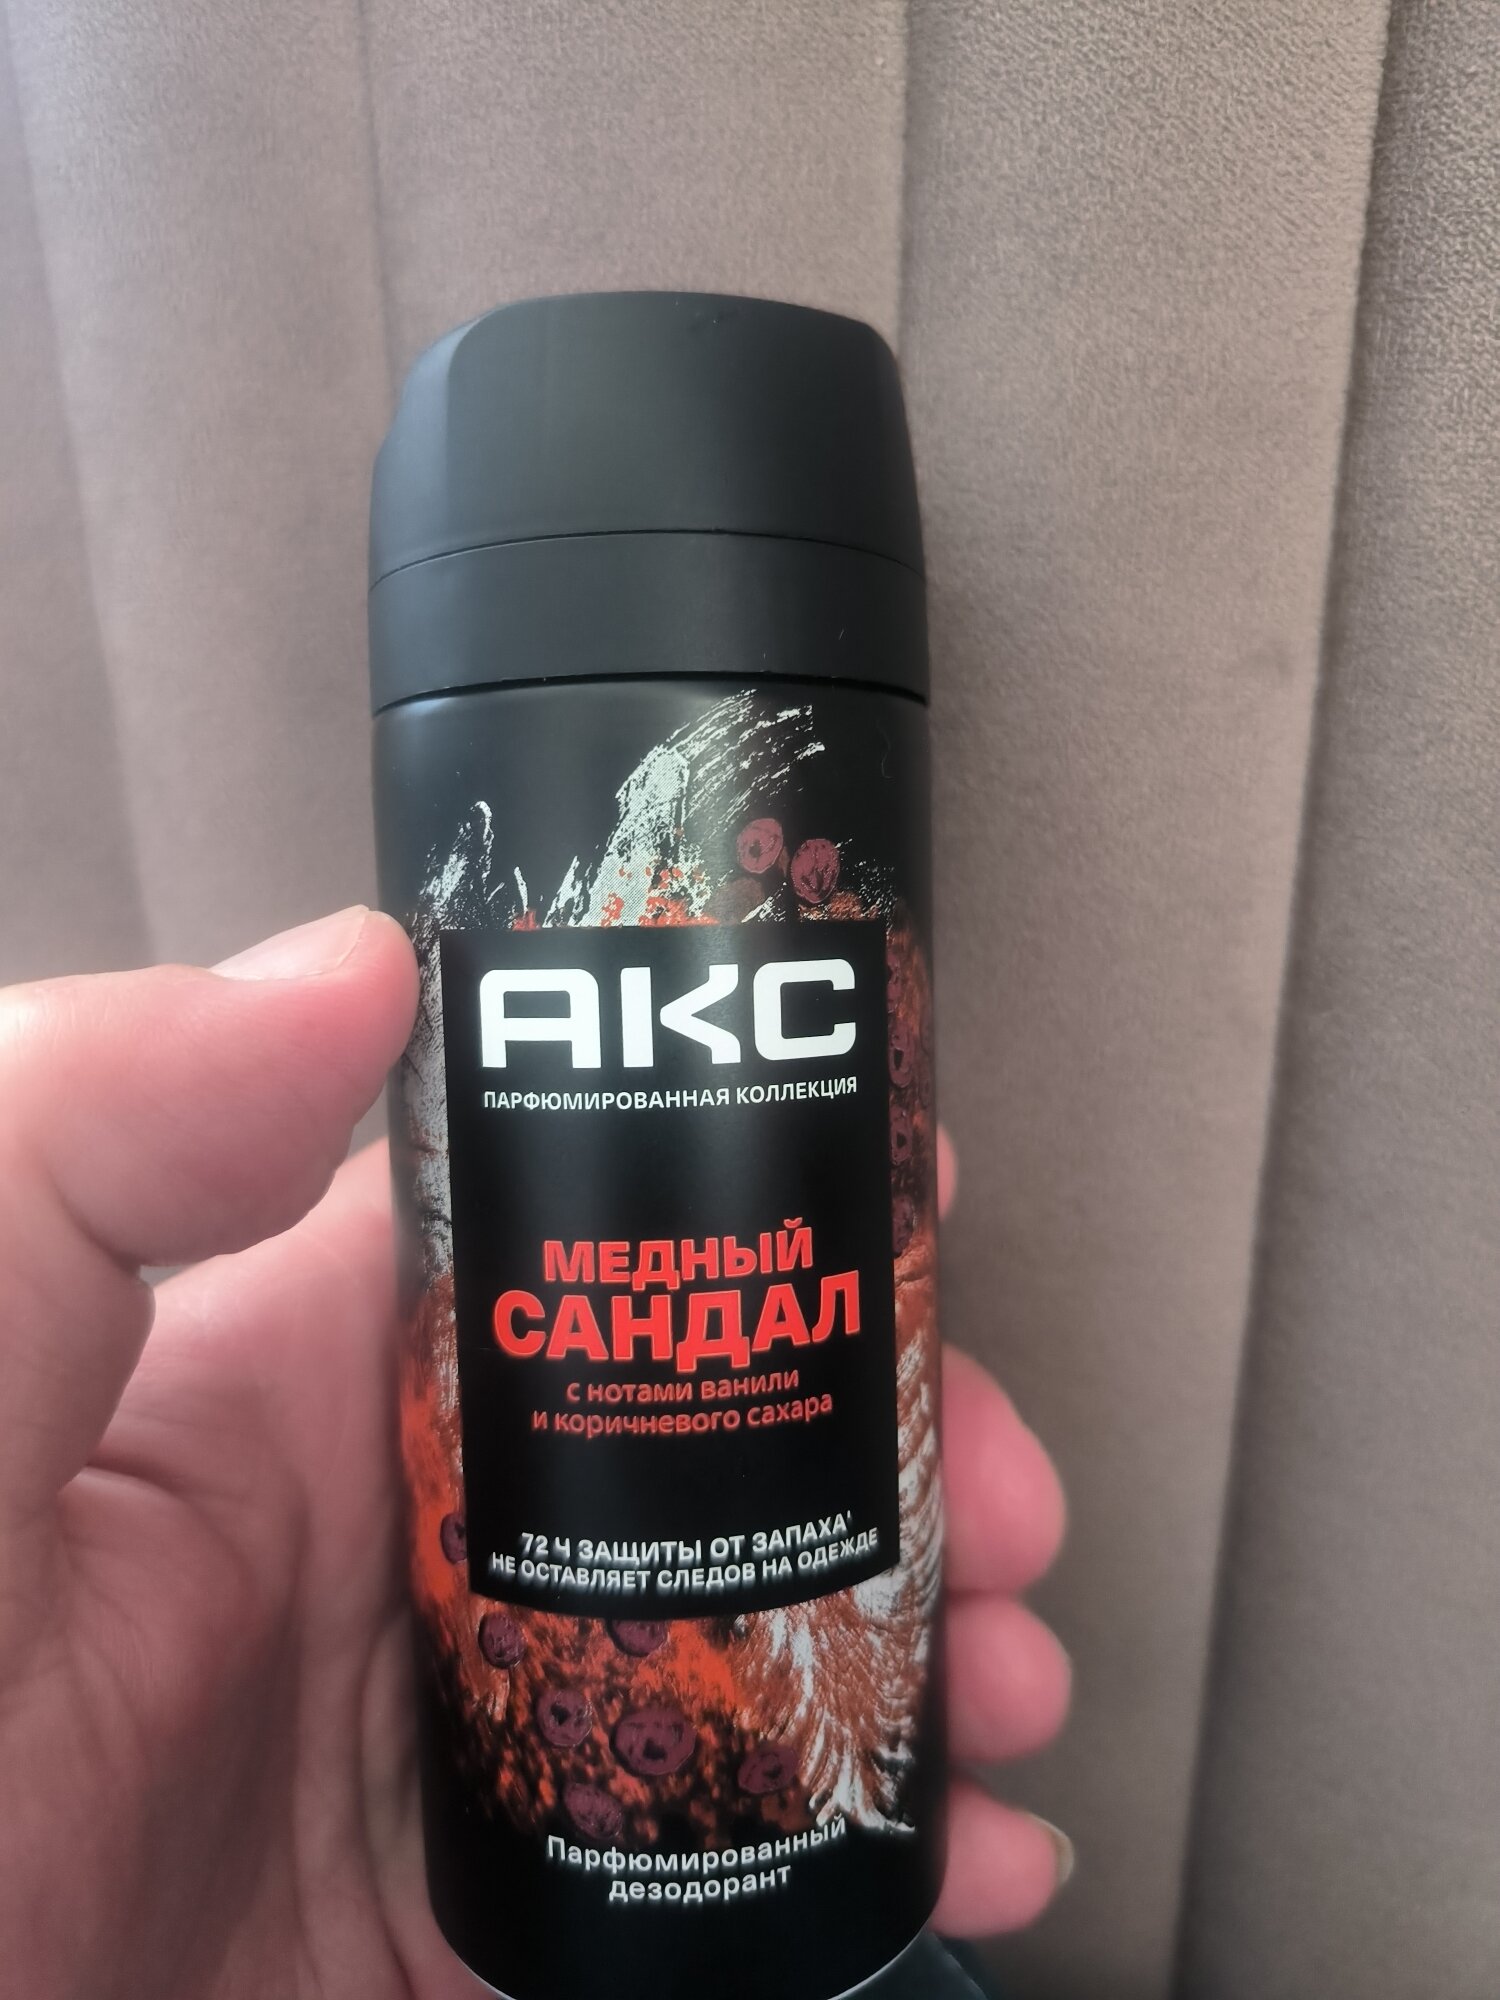 АКС
ПАРФЮМИРОВАННАЯ КОЛЛЕКЦИЯ
МЕДНЫЙ
САНДАЛ
с нотами ванили
и коричневого сахара
72 Ч ЗАЩИТЫ ОТ ЗАПАХА¹
НЕ ОСТАВЛЯЕТ СЛЕДОВ НА ОДЕЖДЕ
Парфюмированный
дезодорант